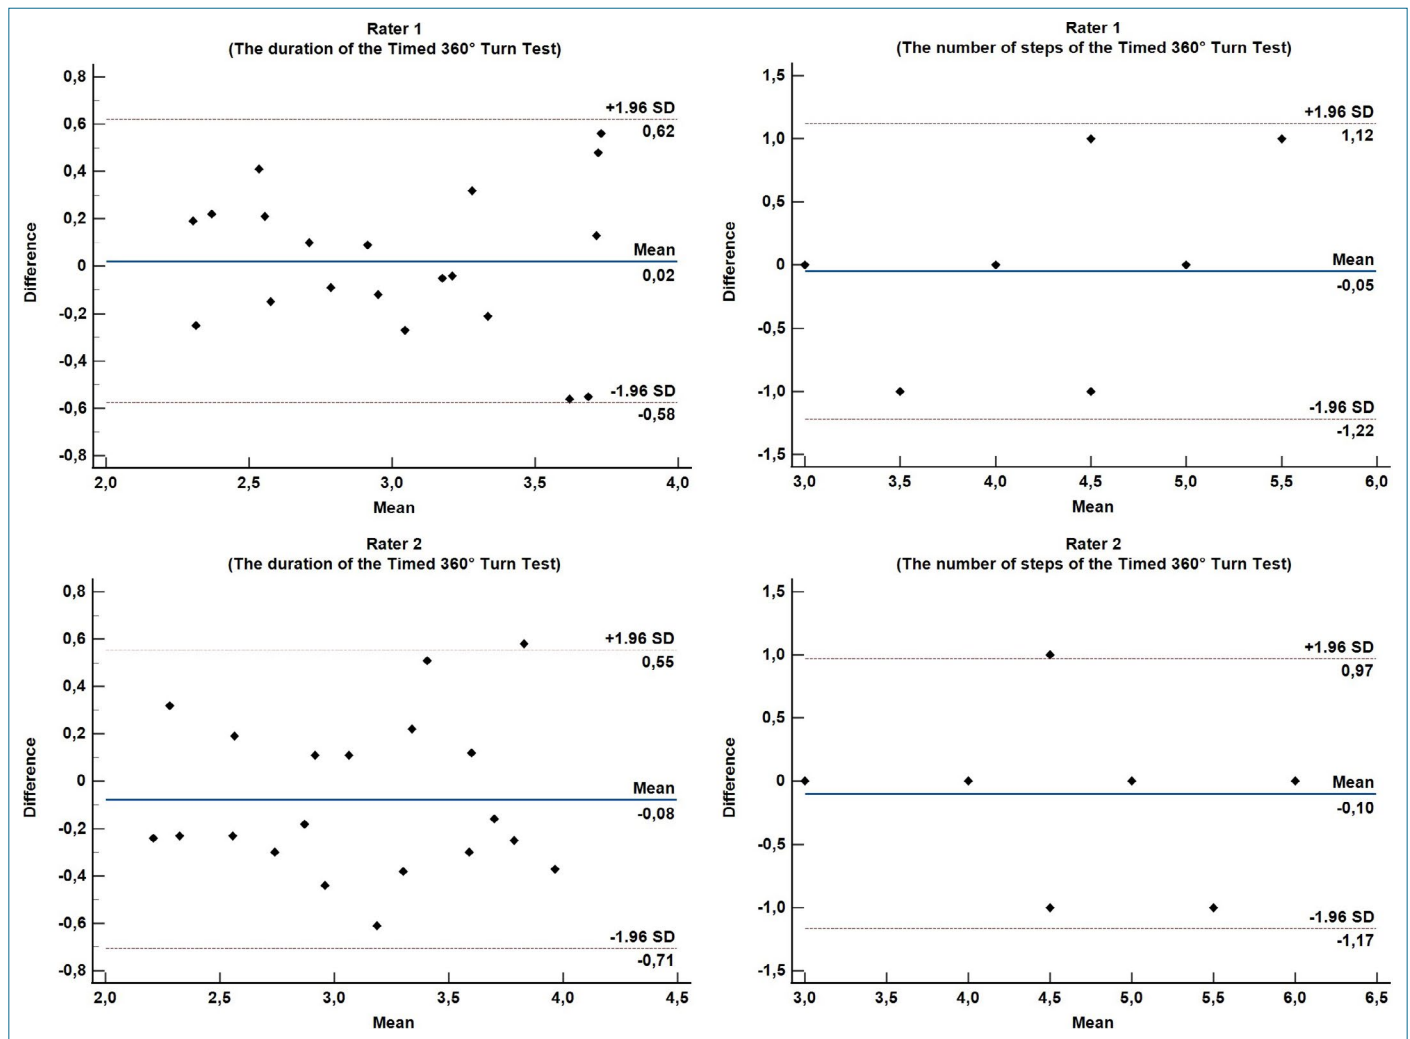 Rater 1
(The duration of the Timed 360° Turn Test)
0,8
0,6
0,4
0,2
0
-0,2
-0,4
-0,6
-0,8
Difference
+1.96 SD
0,62
Mean
0,02
-1.96 SD
-0,58
2,0 2,5 3,0 3,5 4,0
Mean
Rater 1
(The number of steps of the Timed 360° Turn Test)
1,5
1,0
0,5
0
-0,5
-1,0
-1,5
Difference
+1.96 SD
1,12
Mean
-0,05
-1.96 SD
-1,22
3,0 3,5 4,0 4,5 5,0 5,5 6,0
Mean
Rater 2
(The duration of the Timed 360° Turn Test)
0,8
0,6
0,4
0,2
0
-0,2
-0,4
-0,6
-0,8
Difference
+1.96 SD
0,55
Mean
-0,08
-1.96 SD
-0,71
2,0 2,5 3,0 3,5 4,0 4,5
Mean
Rater 2
(The number of steps of the Timed 360° Turn Test)
1,5
1,0
0,5
0
-0,5
-1,0
-1,5
Difference
+1.96 SD
0,97
Mean
-0,10
-1.96 SD
-1,17
3,0 3,5 4,0 4,5 5,0 5,5 6,0 6,5
Mean